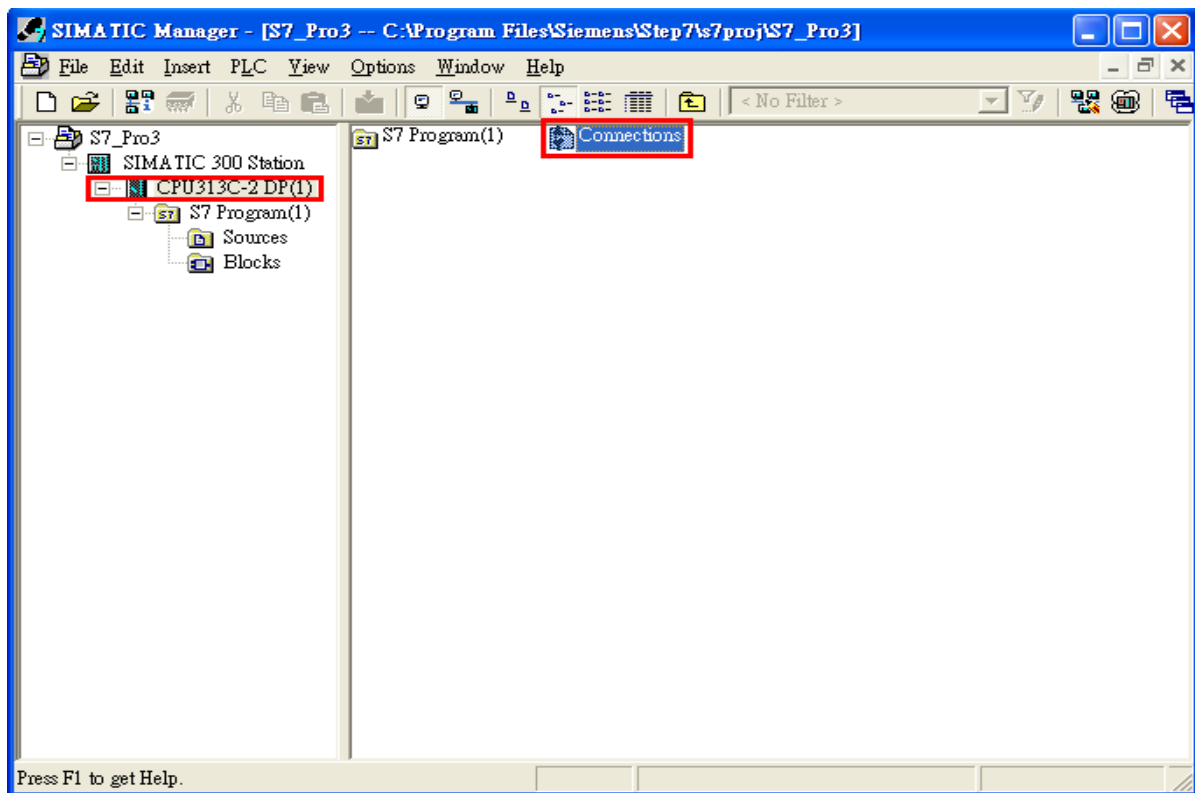 SIMATIC Manager - [S7_Pro3 -- C:\Program Files\Siemens\Step7\s7proj\S7_Pro3]
File Edit Insert PLC View Options Window Help
< No Filter >
S7_Pro3
SIMATIC 300 Station
CPU313C-2 DP(1)
S7 Program(1)
Sources
Blocks
S7 Program(1) Connections
Press F1 to get Help.